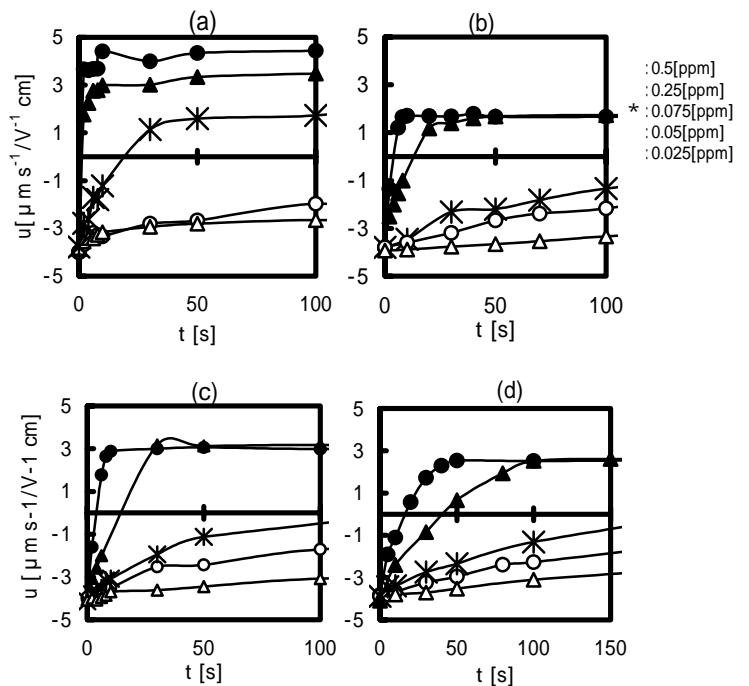 (a)
5
3
1
-1
-3
-5
u[ μ m s-1/V-1 cm]
0
50
100
t [s]
(b)
5
3
1
-1
-3
-5
0
50
100
t [s]
:0.5[ppm]
:0.25[ppm]
* :0.075[ppm]
:0.05[ppm]
:0.025[ppm]
(c)
5
3
1
-1
-3
-5
u [ μ m s-1/V-1 cm]
0
50
100
t [s]
(d)
5
3
1
-1
-3
-5
0
50
100
150
t [s]